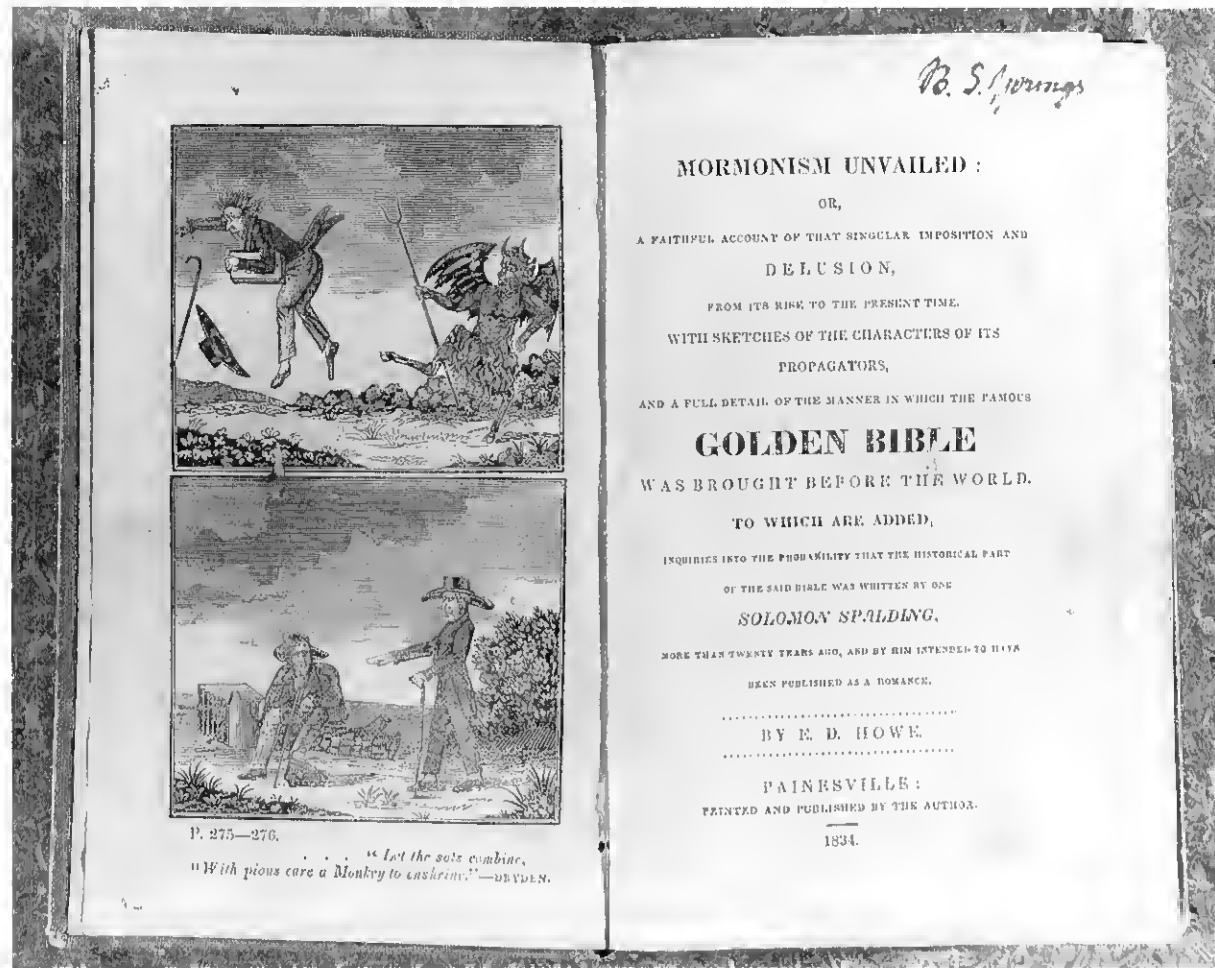 P. 275—276.
. . . . "Let the sots combine,
"With pious care a Monkey to enshrine."—DRYDEN.
B. S.
MORMONISM UNVAILED:
OR,
A FAITHFUL ACCOUNT OF THAT SINGULAR IMPOSITION AND
DELUSION,
FROM ITS RISE TO THE PRESENT TIME.
WITH SKETCHES OF THE CHARACTERS OF ITS
PROPAGATORS,
AND A FULL DETAIL OF THE MANNER IN WHICH THE FAMOUS
GOLDEN BIBLE
WAS BROUGHT BEFORE THE WORLD.
TO WHICH ARE ADDED,
INQUIRIES INTO THE PROBABILITY THAT THE HISTORICAL PART
OF THE SAID BIBLE WAS WRITTEN BY ONE
SOLOMON SPALDING,
MORE THAN TWENTY YEARS AGO, AND BY HIM INTENDED TO HAVE
BEEN PUBLISHED AS A ROMANCE.
BY E. D. HOWE.
PAINESVILLE:
PRINTED AND PUBLISHED BY THE AUTHOR.
1834.